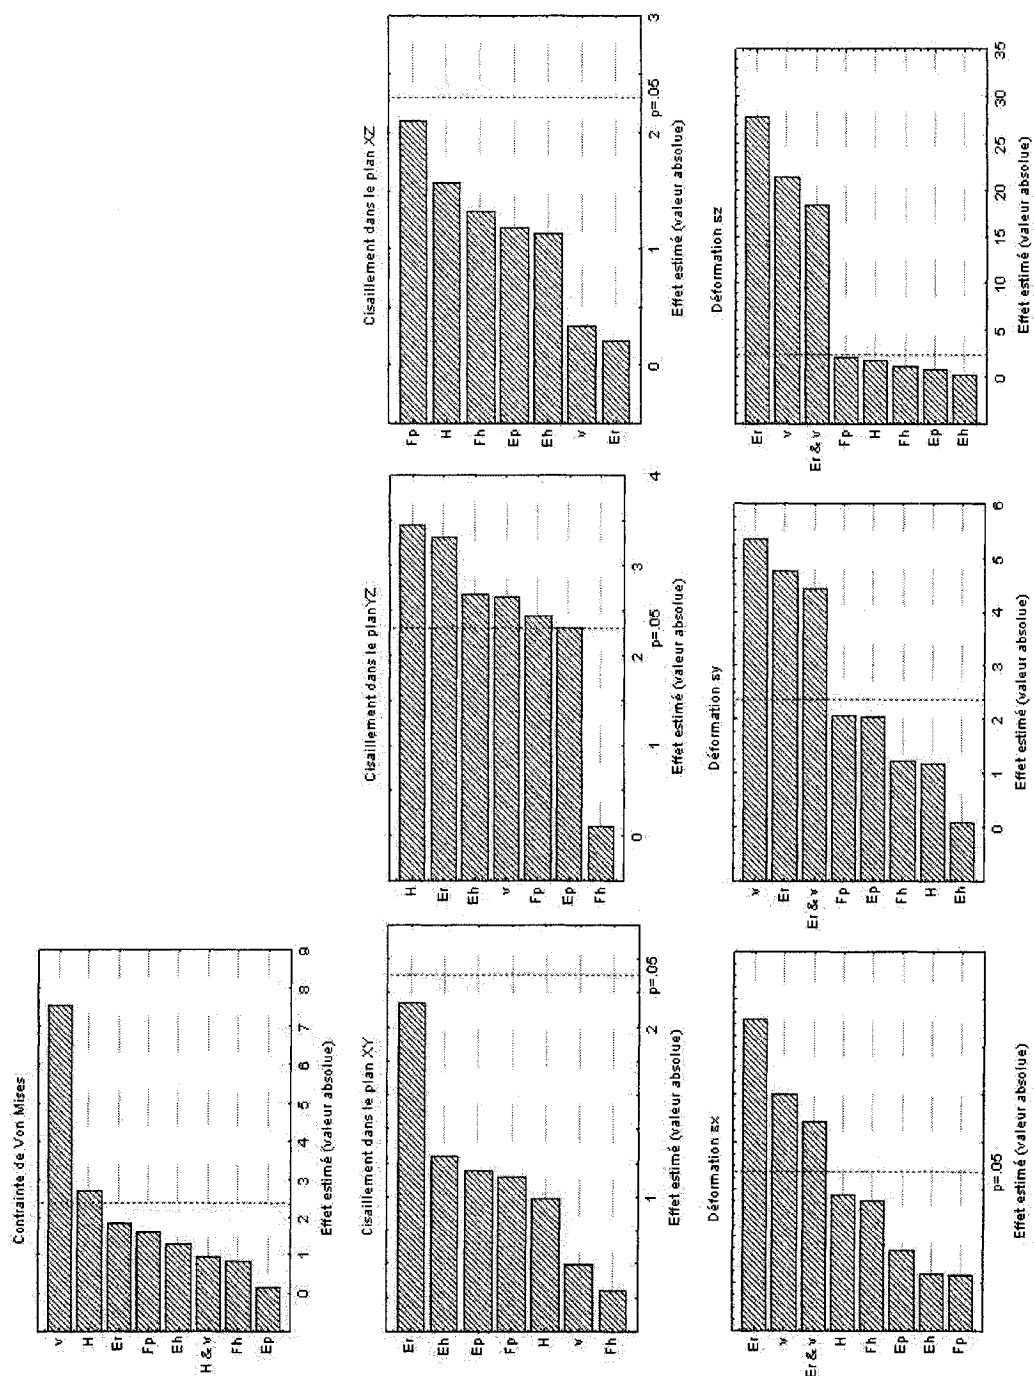 Contrainte de Von Mises
v
H
Er
Fp
Eh
H & v
Fh
Ep
0 1 2 3 4 5 6 7 8 9
Effet estimé (valeur absolue)
Cisaillement dans le plan XY
Er
Eh
Ep
Fp
H
v
Fh
1 2 p=.05
Effet estimé (valeur absolue)
Cisaillement dans le plan YZ
H
Er
Eh
v
Fp
Ep
Fh
0 1 2 p=.05 3 4
Effet estimé (valeur absolue)
Cisaillement dans le plan XZ
Fp
H
Fh
Ep
Eh
v
Er
0 1 2 p=.05 3
Effet estimé (valeur absolue)
Déformation εx
Er
v
Er & v
H
Fh
Ep
Eh
Fp
p=.05
Effet estimé (valeur absolue)
Déformation εy
v
Er
Er & v
Fp
Ep
Fh
H
Eh
0 1 2 3 4 5 6
Effet estimé (valeur absolue)
Déformation εz
Er
v
Er & v
Fp
H
Fh
Ep
Eh
0 5 10 15 20 25 30 35
Effet estimé (valeur absolue)